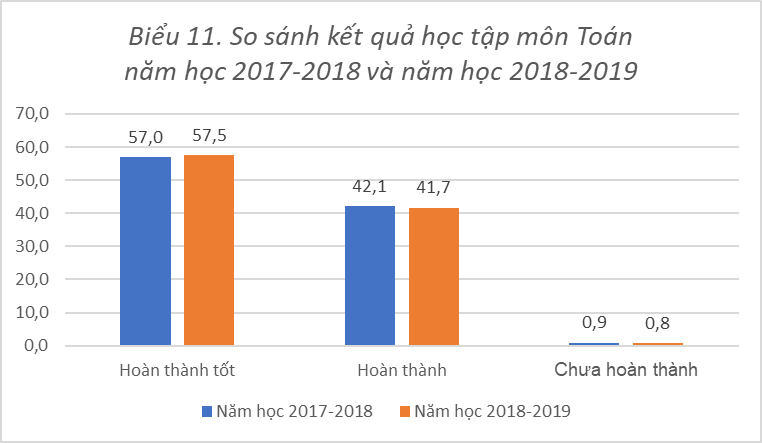 Biểu 11. So sánh kết quả học tập môn Toán
năm học 2017-2018 và năm học 2018-2019
70,0
60,0
50,0
40,0
30,0
20,0
10,0
0,0
57,0
57,5
42,1
41,7
0,9
0,8
Hoàn thành tốt
Hoàn thành
Chưa hoàn thành
Năm học 2017-2018
Năm học 2018-2019